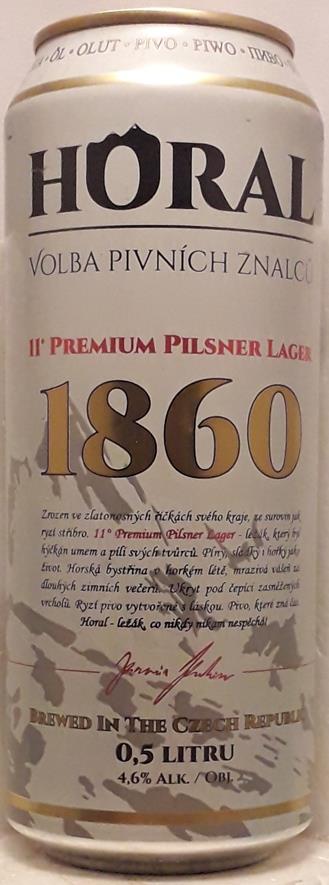 · ÖL · OLUT · PIVO · PIWO · ПИВО ·
HORAL
VOLBA PIVNÍCH ZNALCŮ
11° PREMIUM PILSNER LAGER
1860
Zrozen ve zlatonosných říčkách svého kraje, ze surovin jak
ryzí stříbro. 11° Premium Pilsner Lager - ležák, který byl
hýčkán umem a pílí svých tvůrců. Plný, sladký i hořký jako
život. Horská bystřina v horkém létě, mrazivá vášeň za
dlouhých zimních večerů. Ukryt pod čepicí zasněžených
vrcholů. Ryzí pivo vytvořené s láskou. Pivo, které zná čas.
Horal - ležák, co nikdy nikam nespěchá!
BREWED IN THE CZECH REPUBLIC
0,5 LITRU
4,6% ALK. / OBJ.